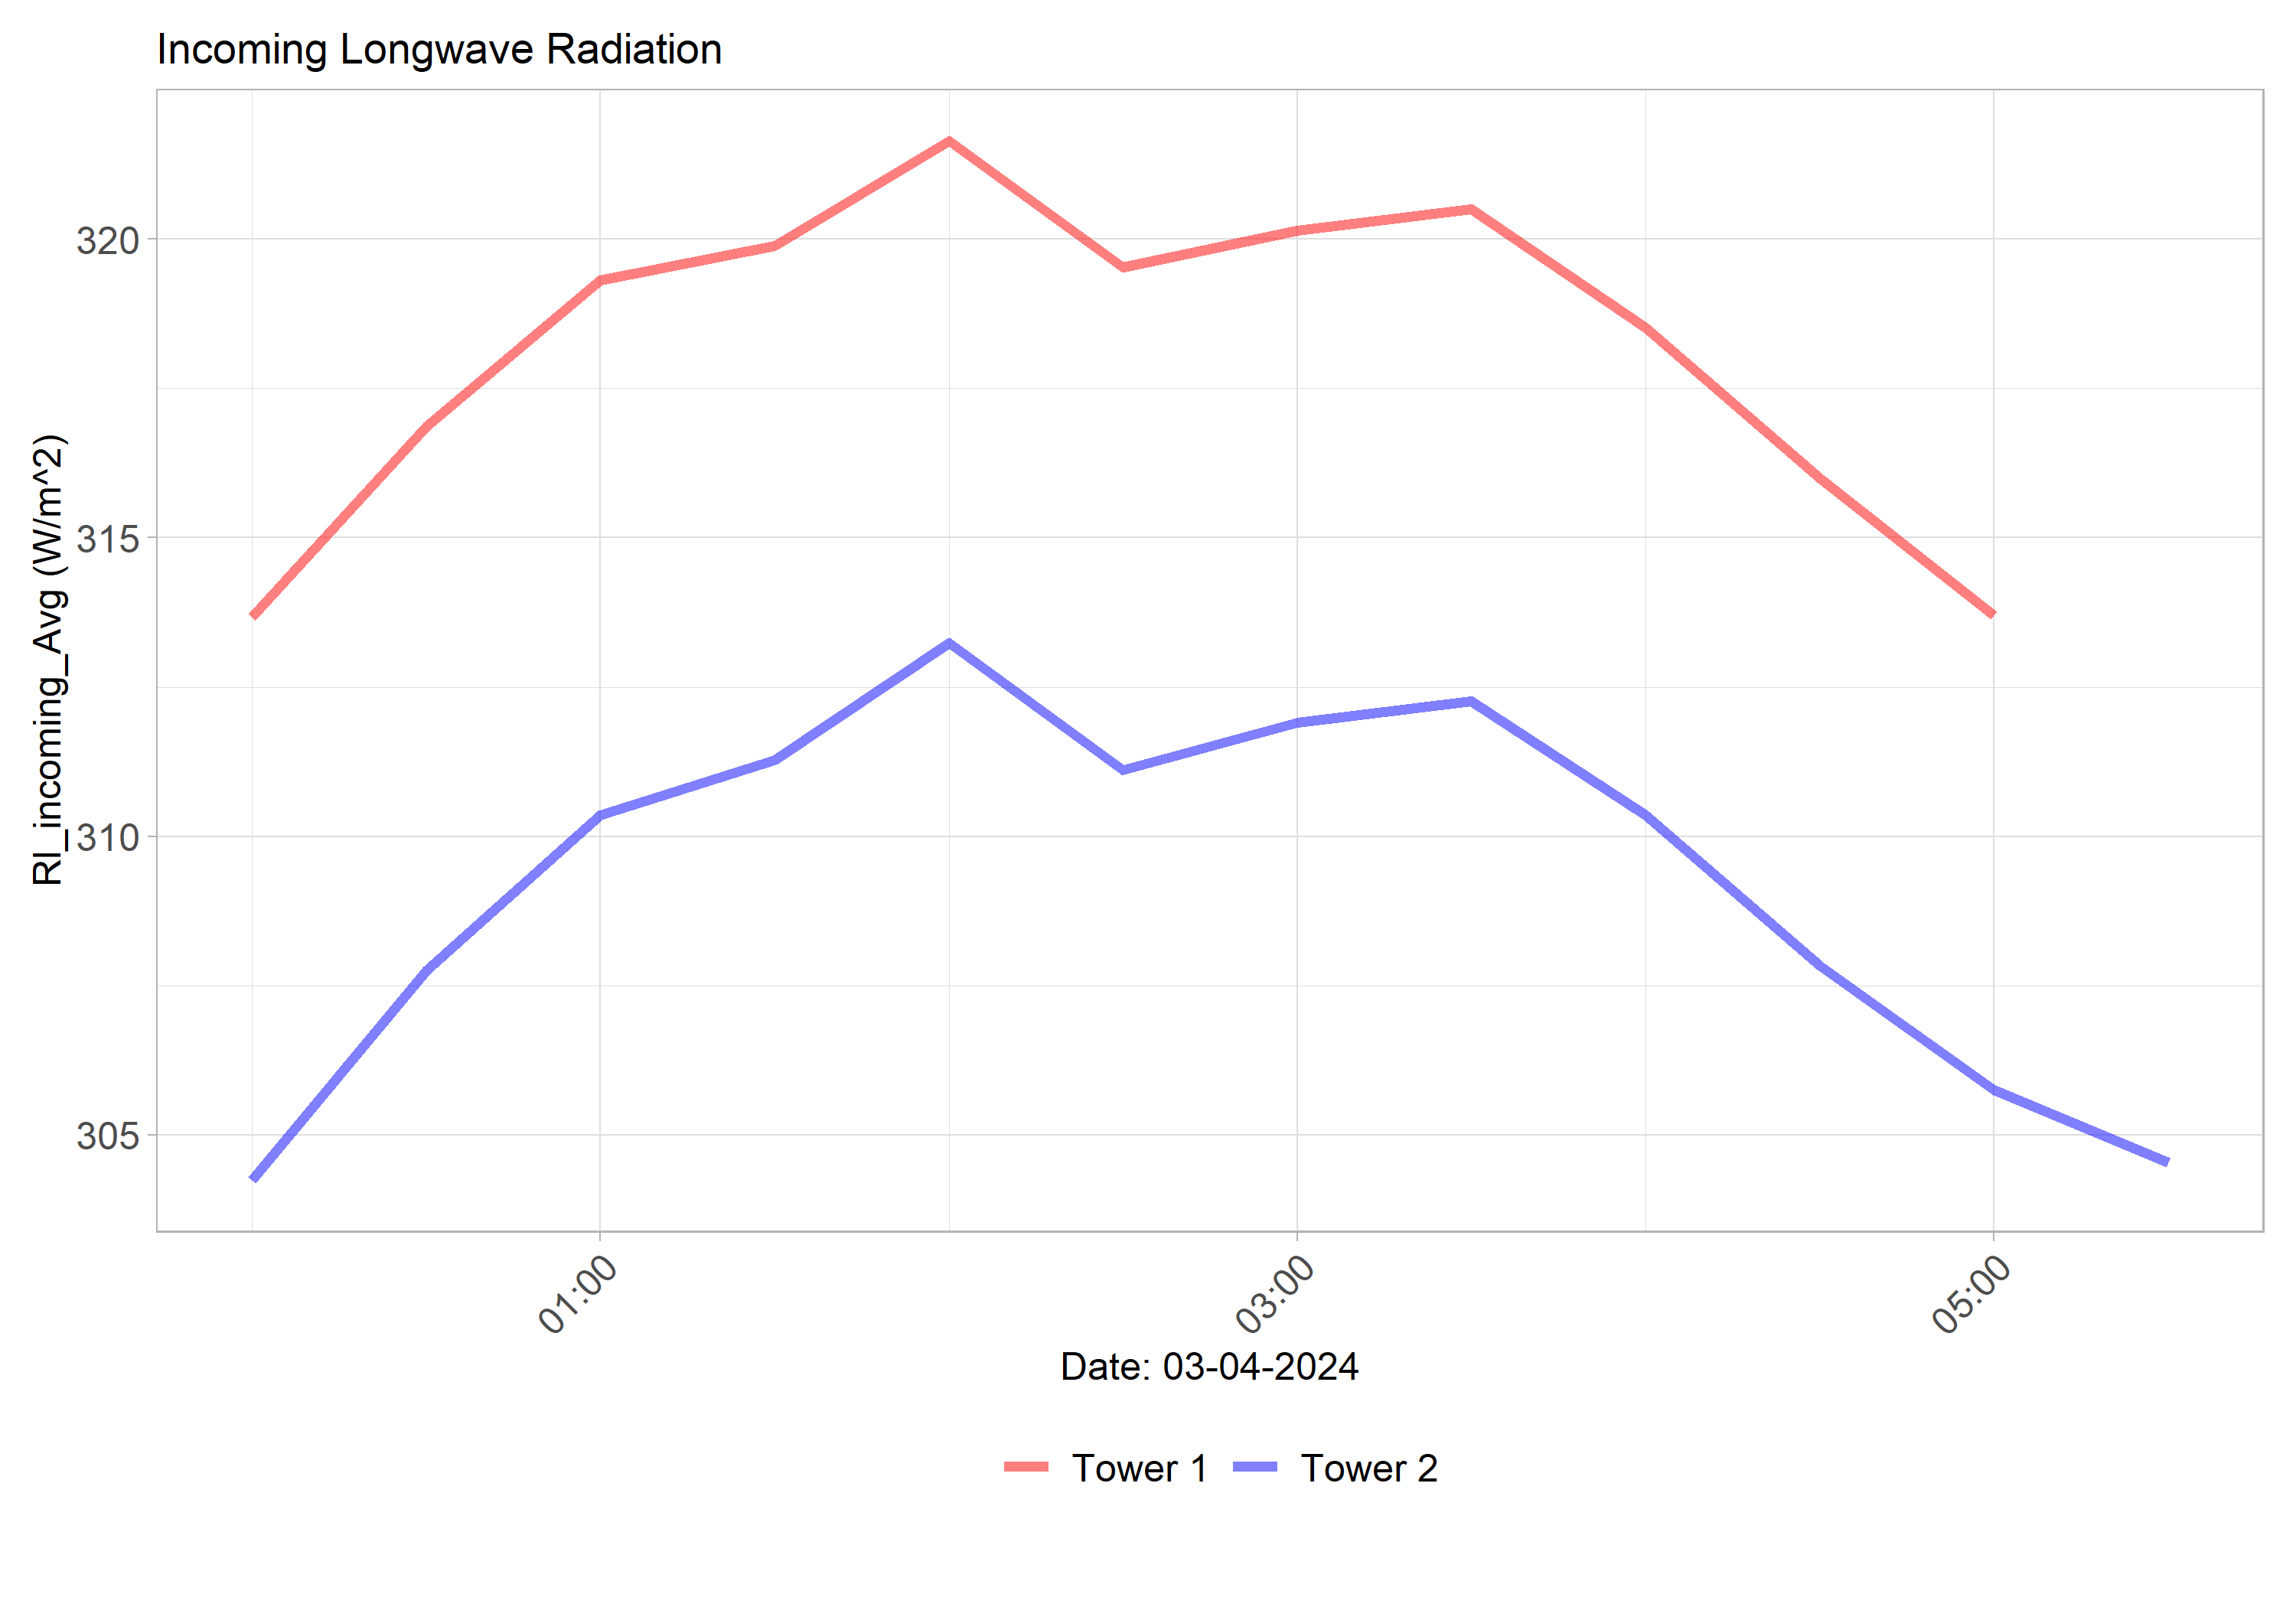 Incoming Longwave Radiation
Rl_incoming_Avg (W/m^2)
320
315
310
305
01:00
03:00
05:00
Date: 03-04-2024
Tower 1
Tower 2